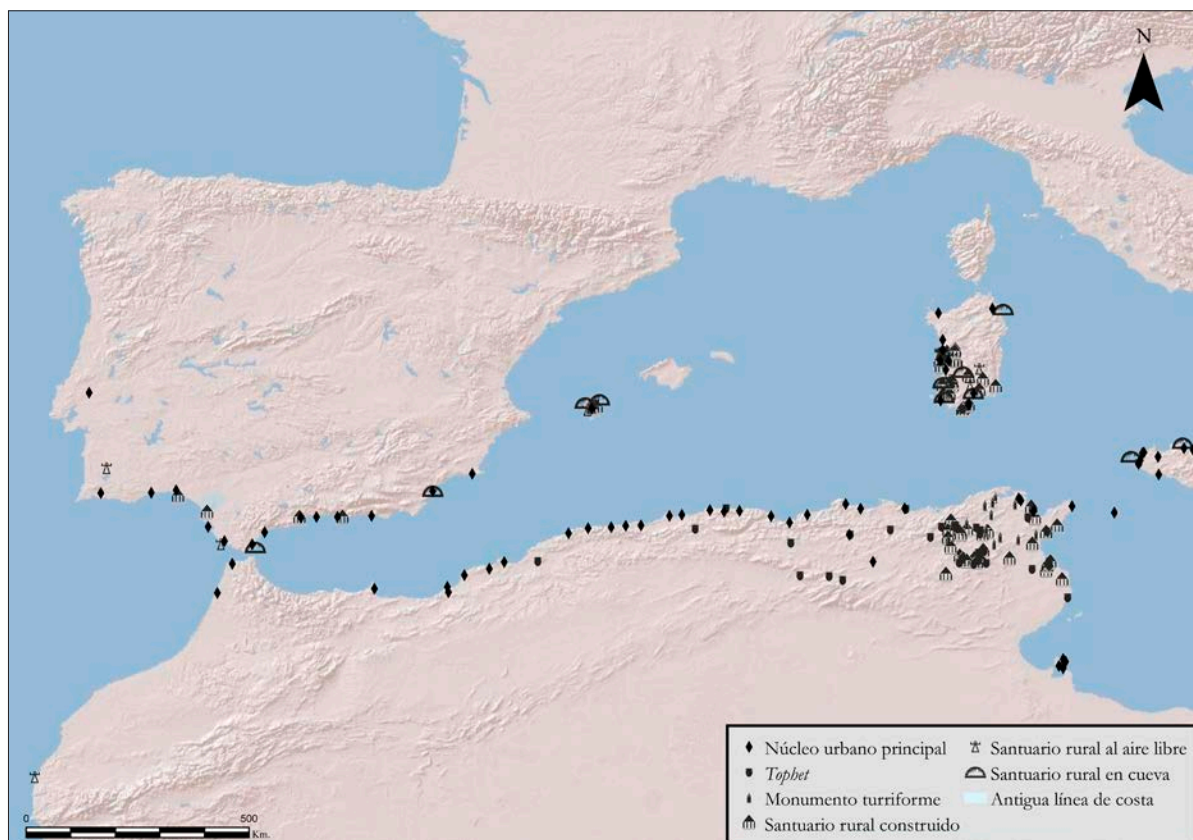 N
Núcleo urbano principal
Tophet
Monumento turriforme
Santuario rural construido
Santuario rural al aire libre
Santuario rural en cueva
Antigua línea de costa
0 500
Km.